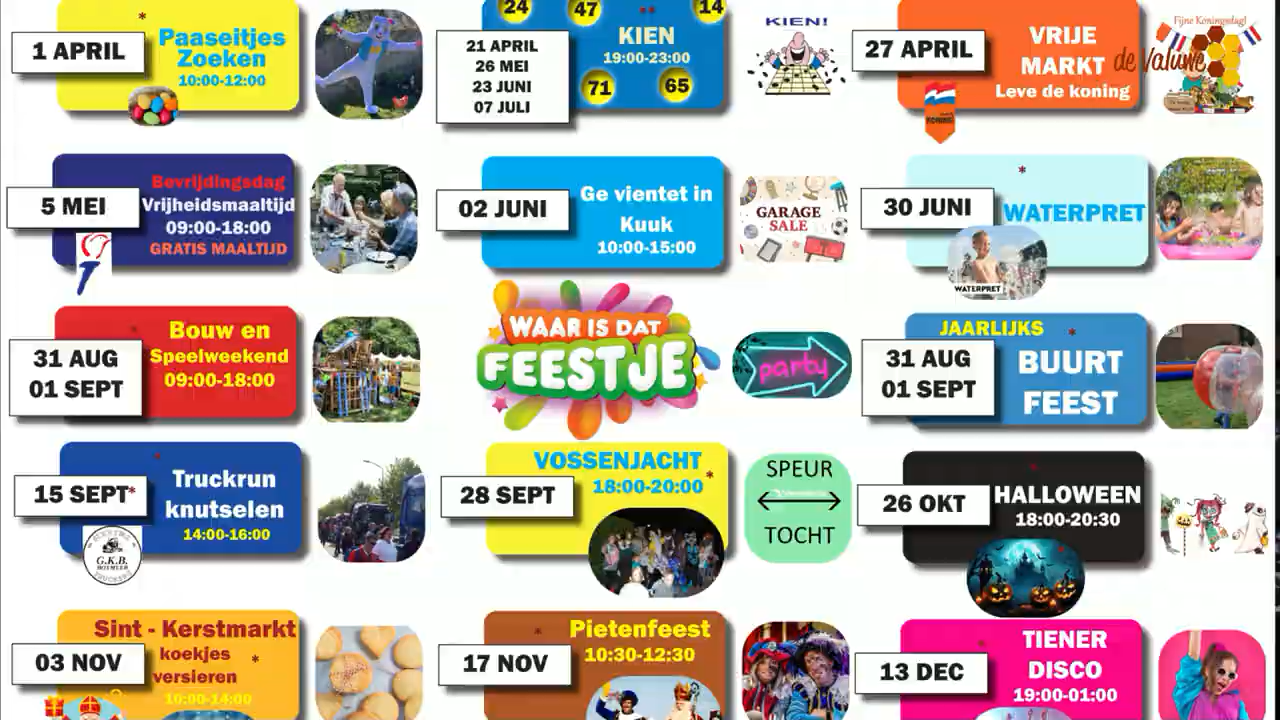 1 APRIL
Paaseitjes
Zoeken
10:00-12:00
21 APRIL
26 MEI
23 JUNI
07 JULI
24
47
14
KIEN
19:00-23:00
71
65
KIEN!
27 APRIL
VRIJE
MARKT
Leve de koning
KONING
Fijne Koningsdag!
de Valuwe
5 MEI
Bevrijdingsdag
Vrijheidsmaaltijd
09:00-18:00
GRATIS MAALTIJD
02 JUNI
Ge vientet in
Kuuk
10:00-15:00
GARAGE
SALE
30 JUNI
WATERPRET
WATERPRET
31 AUG
01 SEPT
Bouw en
Speelweekend
09:00-18:00
WAAR IS DAT
FEESTJE
party
JAARLIJKS
31 AUG
01 SEPT
BUURT
FEEST
15 SEPT*
Truckrun
knutselen
14:00-16:00
G.K.B.
28 SEPT
VOSSENJACHT
18:00-20:00
SPEUR
TOCHT
26 OKT
HALLOWEEN
18:00-20:30
03 NOV
Sint - Kerstmarkt
koekjes
versieren
10:00-14:00
17 NOV
Pietenfeest
10:30-12:30
13 DEC
TIENER
DISCO
19:00-01:00